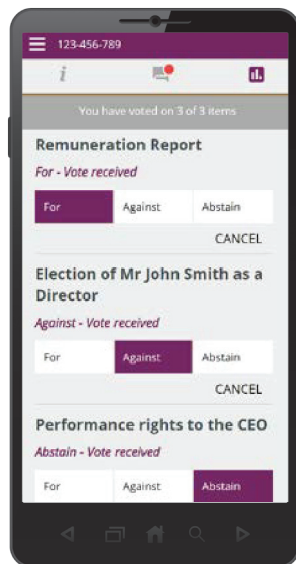 123-456-789
i
You have voted on 3 of 3 items
Remuneration Report
For - Vote received
For Against Abstain
CANCEL
Election of Mr John Smith as a
Director
Against - Vote received
For Against Abstain
CANCEL
Performance rights to the CEO
Abstain - Vote received
For Against Abstain